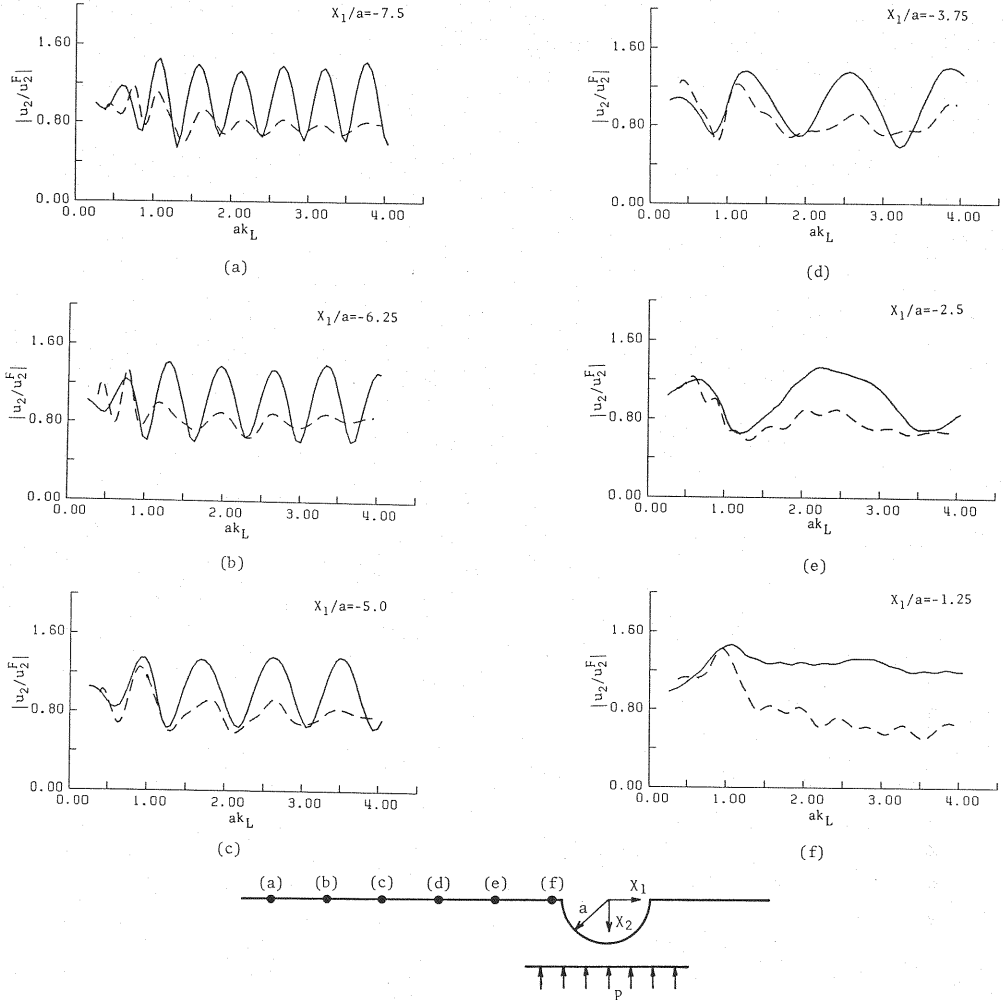 X₁/a=-7.5
1.60
0.80
0.00
|u₂/u₂ᶠ|
0.00 1.00 2.00 3.00 4.00
akL
(a)
X₁/a=-3.75
1.60
0.80
0.00
|u₂/u₂ᶠ|
0.00 1.00 2.00 3.00 4.00
akL
(d)
X₁/a=-6.25
1.60
0.80
0.00
|u₂/u₂ᶠ|
0.00 1.00 2.00 3.00 4.00
akL
(b)
X₁/a=-2.5
1.60
0.80
0.00
|u₂/u₂ᶠ|
0.00 1.00 2.00 3.00 4.00
akL
(e)
X₁/a=-5.0
1.60
0.80
0.00
|u₂/u₂ᶠ|
0.00 1.00 2.00 3.00 4.00
akL
(c)
X₁/a=-1.25
1.60
0.80
0.00
|u₂/u₂ᶠ|
0.00 1.00 2.00 3.00 4.00
akL
(f)
(a) (b) (c) (d) (e) (f)
X₁
a
X₂
P